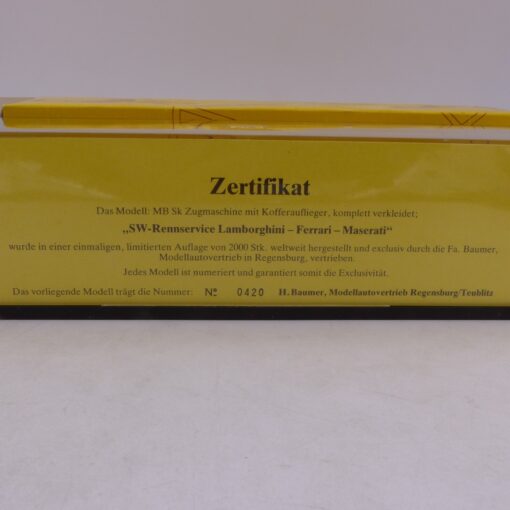 Zertifikat
Das Modell: MB Sk Zugmaschine mit Kofferauflieger, komplett verkleidet;
„SW-Rennservice Lamborghini – Ferrari – Maserati“
wurde in einer einmaligen, limitierten Auflage von 2000 Stk. weltweit hergestellt und exclusiv durch die Fa. Baumer,
Modellautovertrieb in Regensburg, vertrieben.
Jedes Modell ist numeriert und garantiert somit die Exclusivität.
Das vorliegende Modell trägt die Nummer: No 0420 H. Baumer, Modellautovertrieb Regensburg/Teublitz